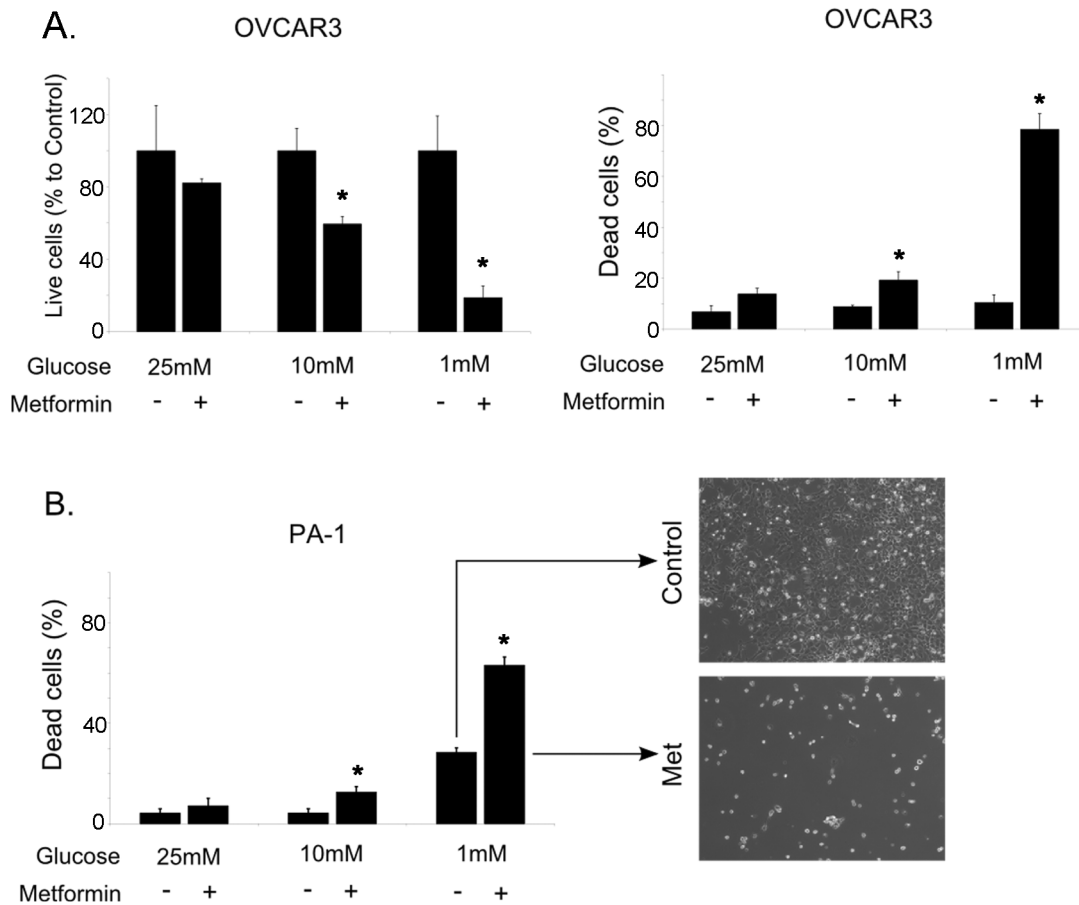 A.
OVCAR3
Live cells (% to Control)
120
80
40
0
*
*
Glucose 25mM 10mM 1mM
Metformin - + - + - +
OVCAR3
Dead cells (%)
80
60
40
20
0
*
*
Glucose 25mM 10mM 1mM
Metformin - + - + - +
B.
PA-1
Dead cells (%)
80
40
0
*
*
Glucose 25mM 10mM 1mM
Metformin - + - + - +
Control
Met